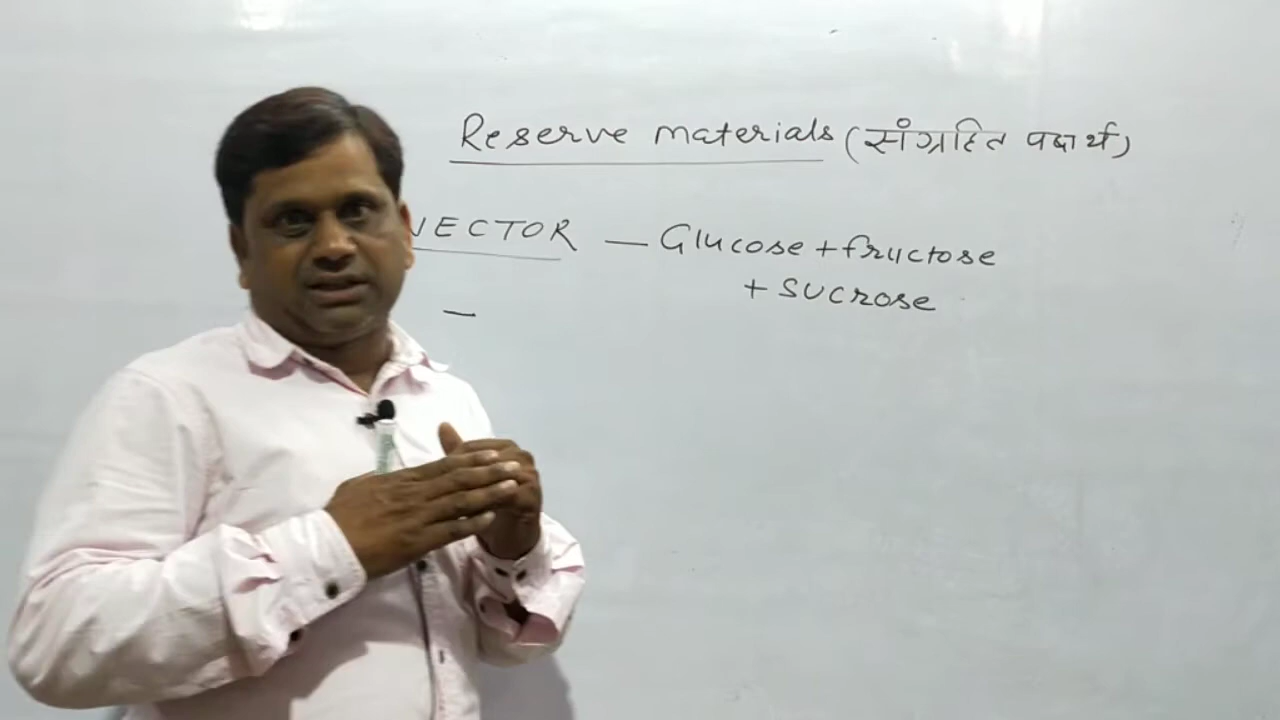 Reserve materials (संग्रहित पदार्थ)
NECTOR — Glucose + fructose
+ sucrose
—